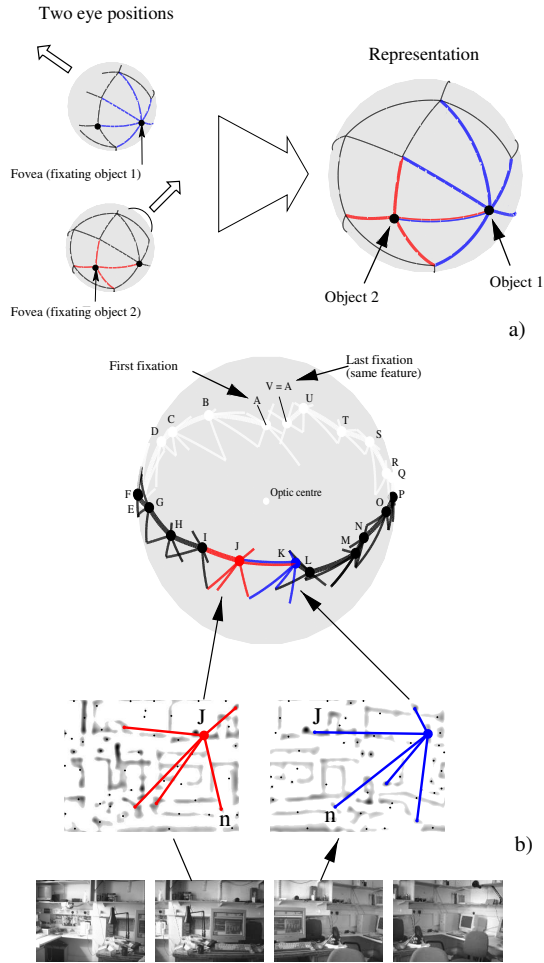 Two eye positions
Representation
Fovea (fixating object 1)
Fovea (fixating object 2)
Object 2
Object 1
a)
First fixation
Last fixation
(same feature)
V = A
A
B
C
D
U
T
S
R
Q
P
O
N
M
L
K
J
I
H
G
F
E
Optic centre
J
n
J
n
b)